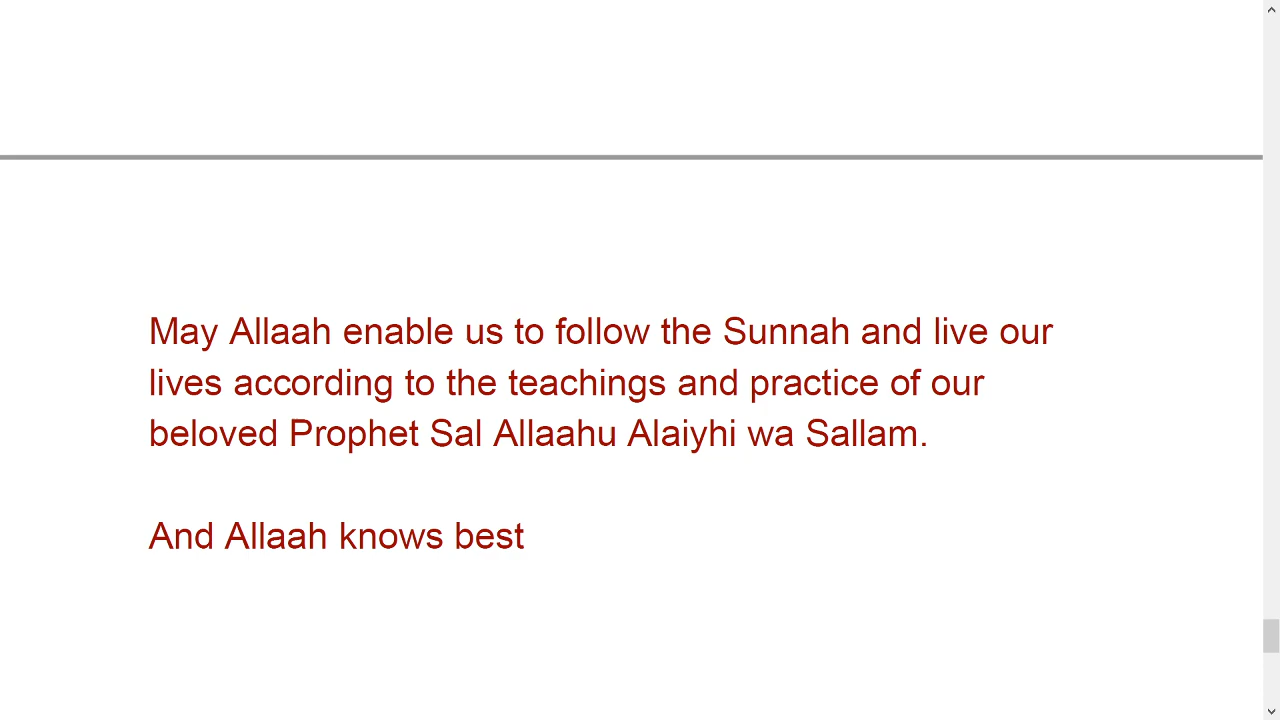 May Allaah enable us to follow the Sunnah and live our
lives according to the teachings and practice of our
beloved Prophet Sal Allaahu Alaiyhi wa Sallam.
And Allaah knows best